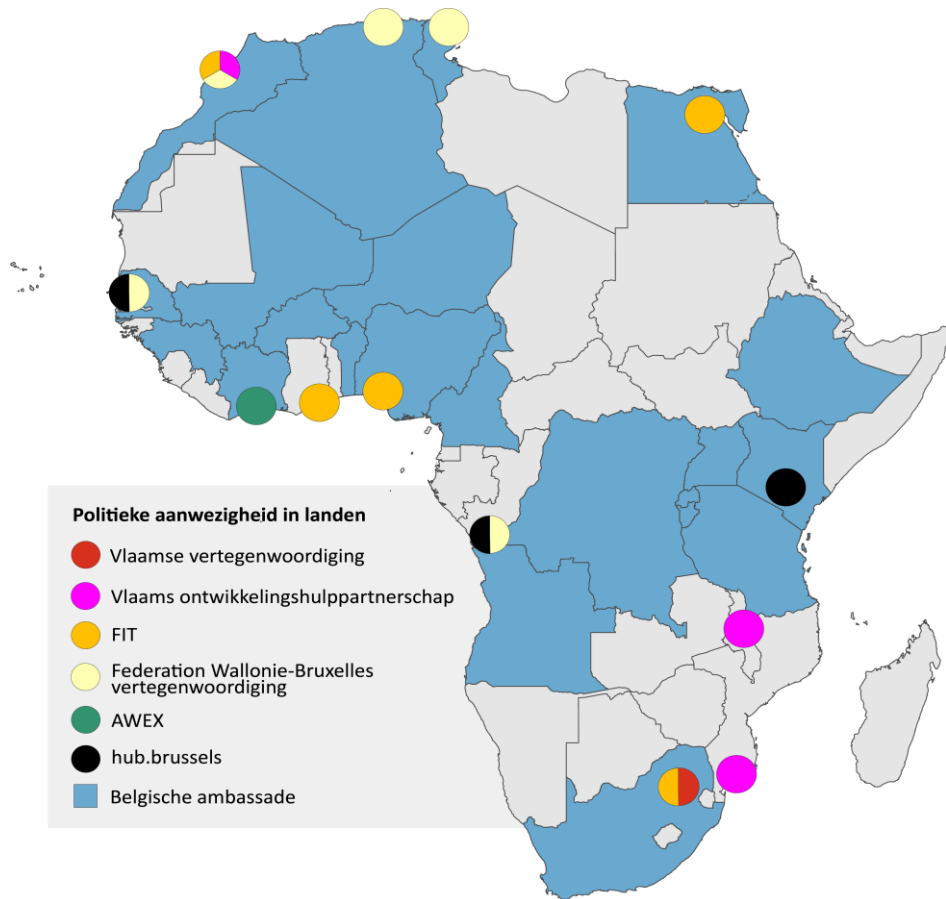 Politieke aanwezigheid in landen
Vlaamse vertegenwoordiging
Vlaams ontwikkelingshulppartnerschap
FIT
Federation Wallonie-Bruxelles
vertegenwoordiging
AWEX
hub.brussels
Belgische ambassade